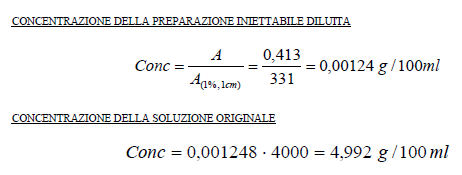 CONCENTRAZIONE DELLA PREPARAZIONE INIETTABILE DILUITA
Conc = A / A(1%,1cm) = 0,413 / 331 = 0,00124 g / 100ml
CONCENTRAZIONE DELLA SOLUZIONE ORIGINALE
Conc = 0,001248 · 4000 = 4,992 g / 100 ml